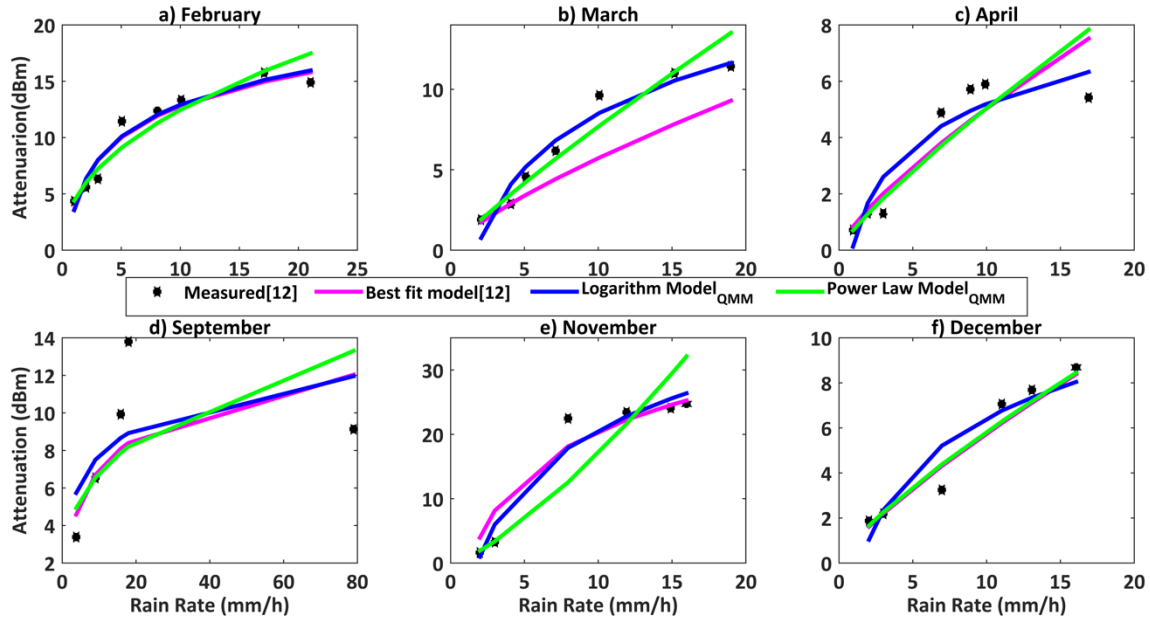 a) February
b) March
c) April
Attenuarion(dBm)
20
15
10
5
0
0 5 10 15 20 25
10
5
0
0 5 10 15 20
8
6
4
2
0
0 5 10 15 20
Measured[12] Best fit model[12] Logarithm Model QMM Power Law Model QMM
d) September
e) November
f) December
Attenuation (dBm)
14
12
10
8
6
4
2
0 20 40 60 80
Rain Rate (mm/h)
30
20
10
0
0 5 10 15 20
Rain Rate (mm/h)
10
8
6
4
2
0
0 5 10 15 20
Rain Rate (mm/h)